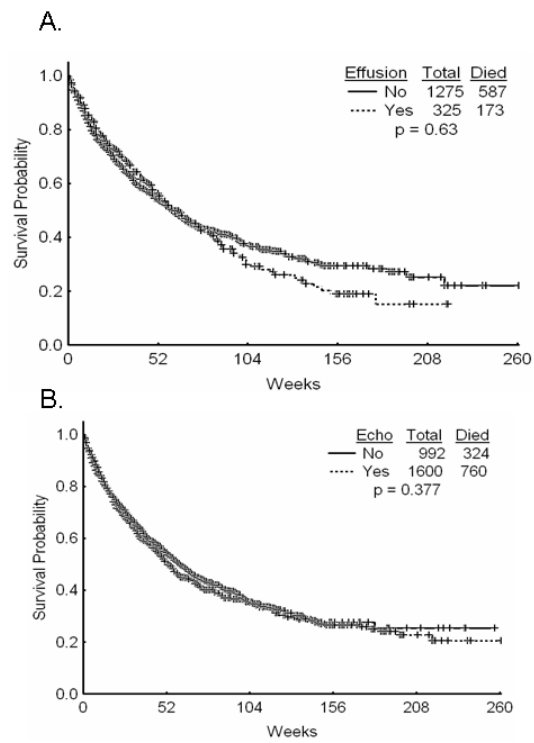 A.
Effusion Total Died
No 1275 587
Yes 325 173
p = 0.63
1.0
0.8
0.6
0.4
0.2
0.0
Survival Probability
0 52 104 156 208 260
Weeks
B.
Echo Total Died
No 992 324
Yes 1600 760
p = 0.377
1.0
0.8
0.6
0.4
0.2
0.0
Survival Probability
0 52 104 156 208 260
Weeks